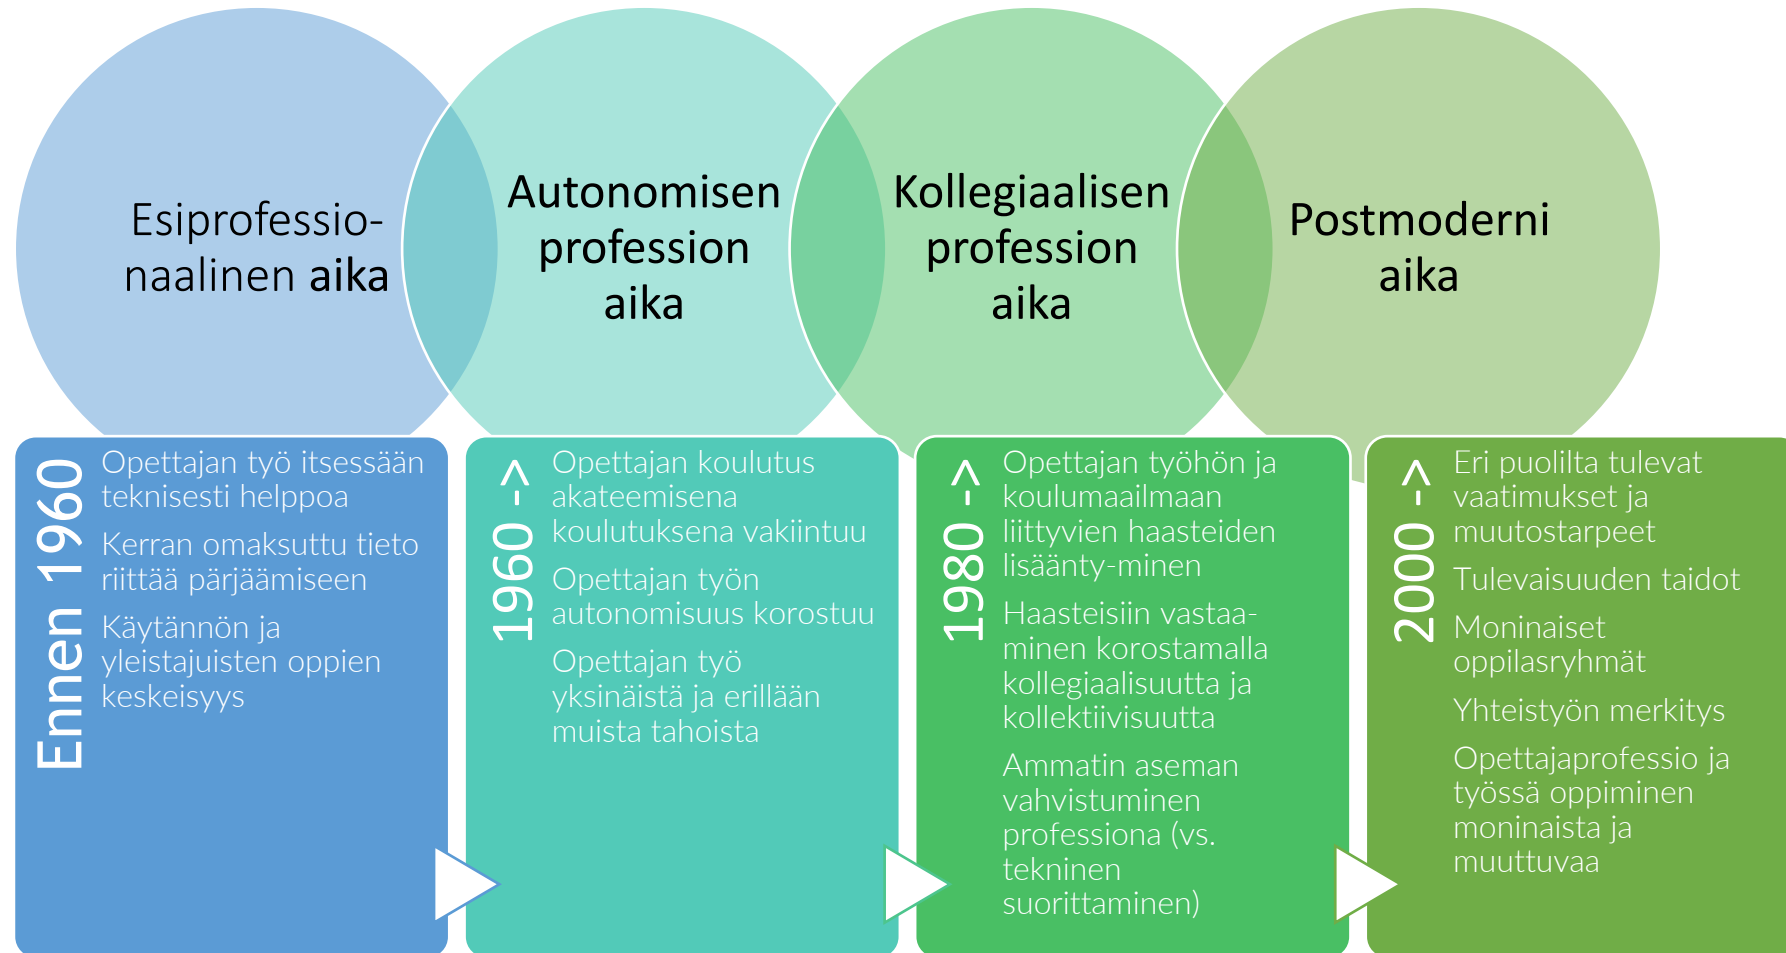 Esiprofessio-
naalinen aika
Autonomisen
profession
aika
Kollegiaalisen
profession
aika
Postmoderni
aika
Ennen 1960
Opettajan työ itsessään
teknisesti helppoa
Kerran omaksuttu tieto
riittää pärjäämiseen
Käytännön ja
yleistajuisten oppien
keskeisyys
1960 ->
Opettajan koulutus
akateemisena
koulutuksena vakiintuu
Opettajan työn
autonomisuus korostuu
Opettajan työ
yksinäistä ja erillään
muista tahoista
1980 ->
Opettajan työhön ja
koulumaailmaan
liittyvien haasteiden
lisäänty-minen
Haasteisiin vastaa-
minen korostamalla
kollegiaalisuutta ja
kollektiivisuutta
Ammatin aseman
vahvistuminen
professiona (vs.
tekninen
suorittaminen)
2000 ->
Eri puolilta tulevat
vaatimukset ja
muutostarpeet
Tulevaisuuden taidot
Moninaiset
oppilasryhmät
Yhteistyön merkitys
Opettajaprofessio ja
työssä oppiminen
moninaista ja
muuttuvaa